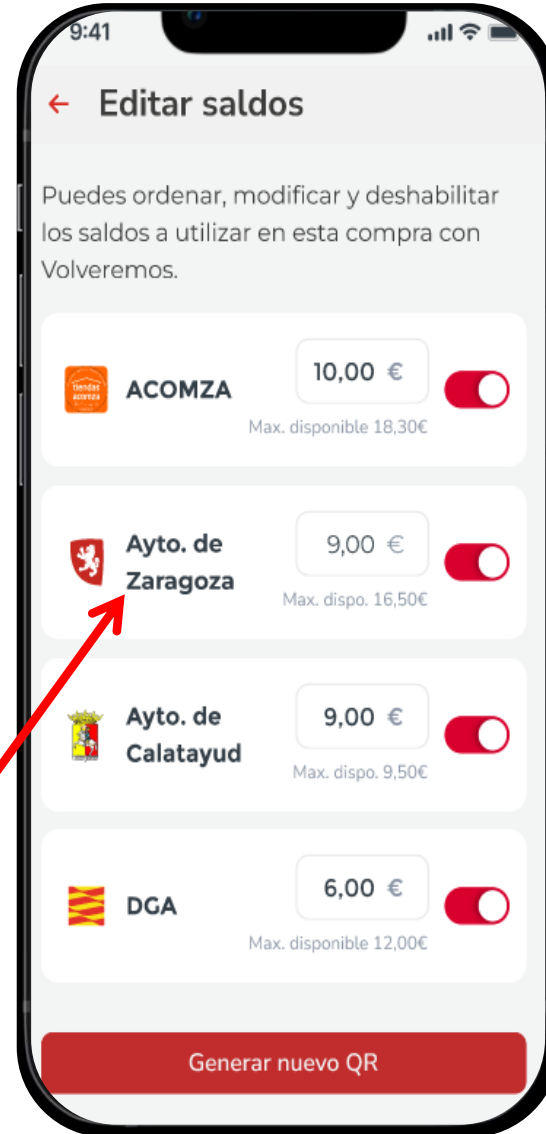 9:41
Editar saldos
Puedes ordenar, modificar y deshabilitar
los saldos a utilizar en esta compra con
Volveremos.
tiendas
acomza
ACOMZA
10,00 €
Max. disponible 18,30€
Ayto. de
Zaragoza
9,00 €
Max. dispo. 16,50€
Ayto. de
Calatayud
9,00 €
Max. dispo. 9,50€
DGA
6,00 €
Max. disponible 12,00€
Generar nuevo QR